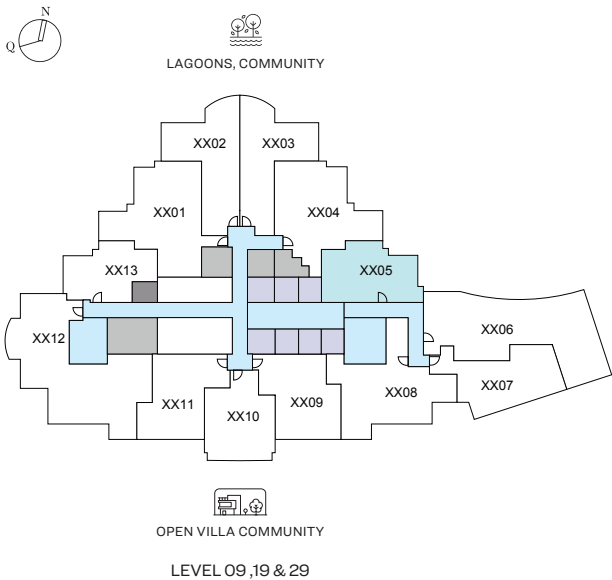 N
Q
LAGOONS, COMMUNITY
XX02 XX03
XX01 XX04
XX13 XX05
XX12 XX06
XX11 XX10 XX09 XX08 XX07
OPEN VILLA COMMUNITY
LEVEL 09 ,19 & 29